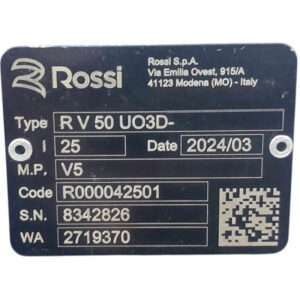 Rossi
Rossi S.p.A.
Via Emilia Ovest, 915/A
41123 Modena (MO) - Italy
Type R V 50 UO3D-
I 25 Date 2024/03
M.P. V5
Code R000042501
S.N. 8342826
WA 2719370